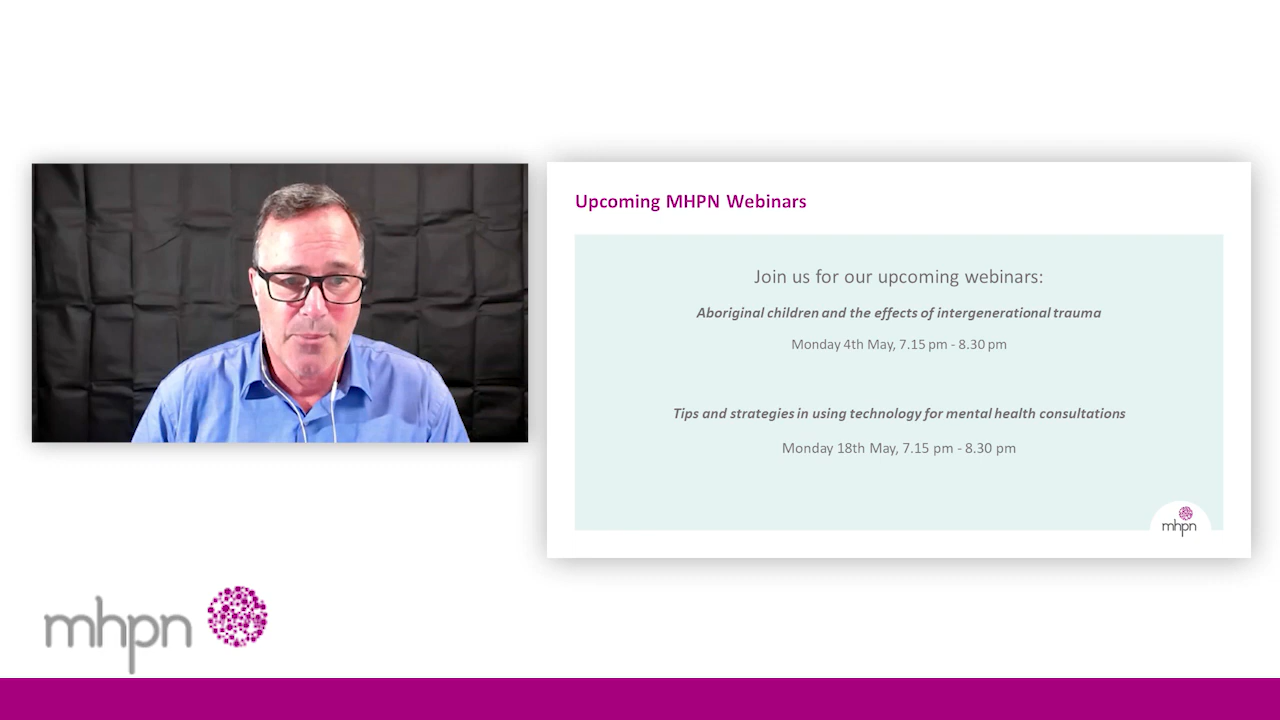 Upcoming MHPN Webinars
Join us for our upcoming webinars:
Aboriginal children and the effects of intergenerational trauma
Monday 4th May, 7.15 pm - 8.30 pm
Tips and strategies in using technology for mental health consultations
Monday 18th May, 7.15 pm - 8.30 pm
mhpn
mhpn